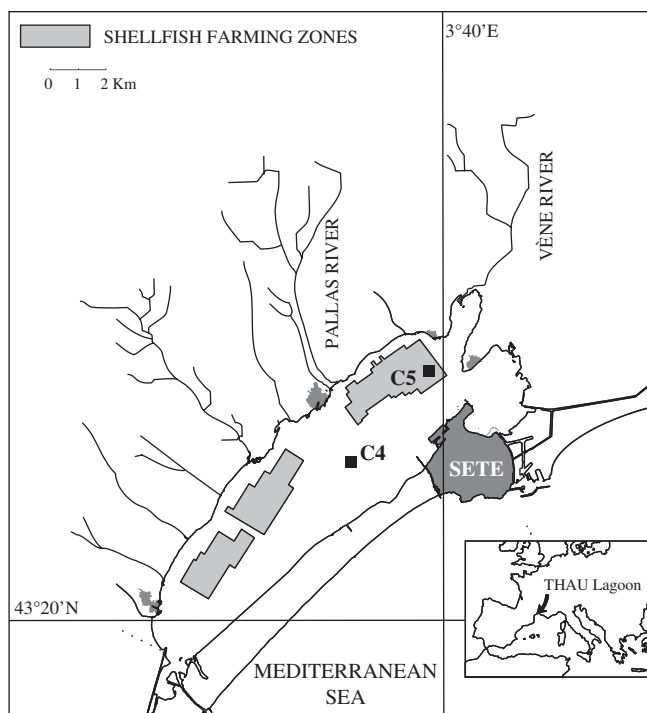 SHELLFISH FARMING ZONES
3°40'E
0 1 2 Km
PALLAS RIVER
VÈNE RIVER
C5
C4
SETE
THAU Lagoon
43°20'N
MEDITERRANEAN
SEA